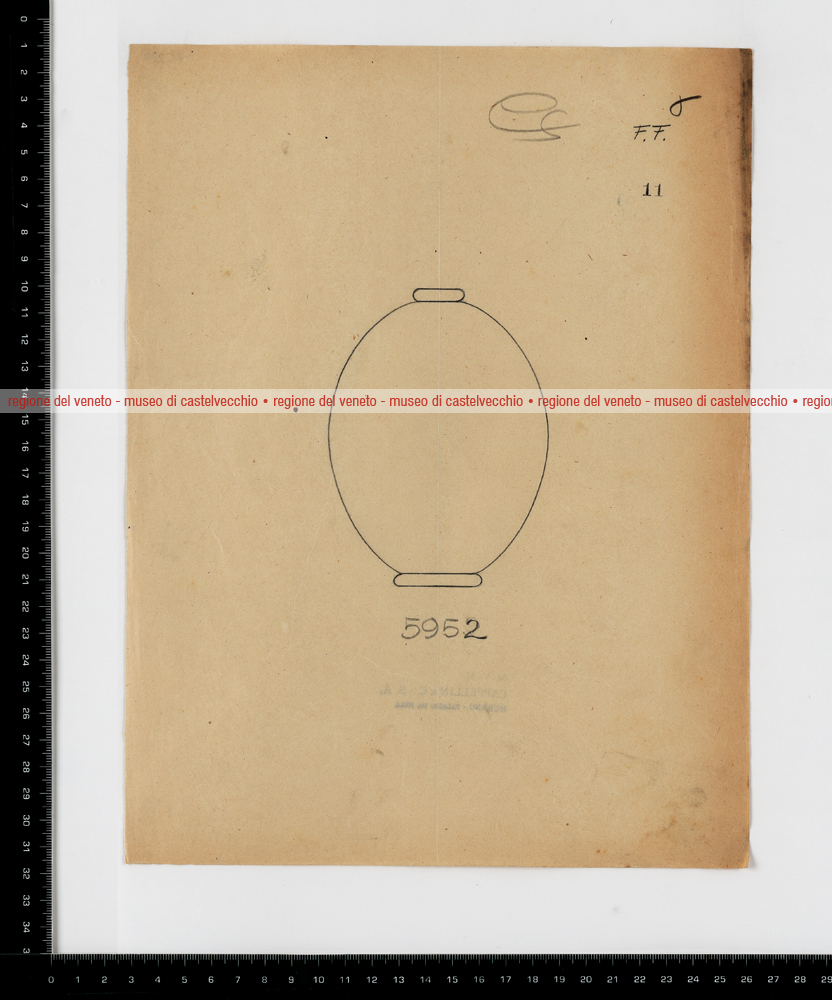 F.F.
11
regione del veneto - museo di castelvecchio • regione del veneto - museo di castelvecchio • regione del veneto - museo di castelvecchio • regio
5952
0 1 2 3 4 5 6 7 8 9 10 11 12 13 14 15 16 17 18 19 20 21 22 23 24 25 26 27 28 29 30 31 32 33 34 3
0 1 2 3 4 5 6 7 8 9 10 11 12 13 14 15 16 17 18 19 20 21 22 23 24 25 26 27 28 29